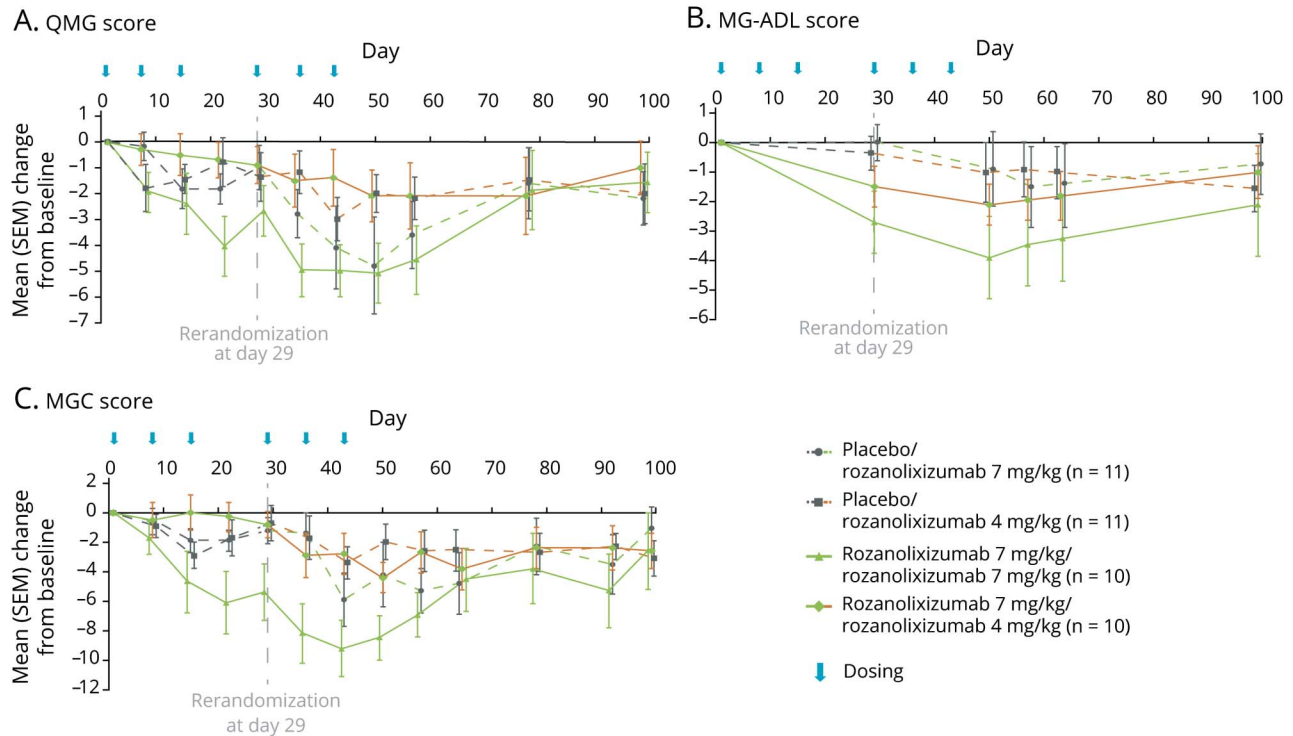 A. QMG score
Day
0 10 20 30 40 50 60 70 80 90 100
1
0
−1
−2
−3
−4
−5
−6
−7
Mean (SEM) change
from baseline
Rerandomization
at day 29
B. MG-ADL score
Day
0 10 20 30 40 50 60 70 80 90 100
1
0
−1
−2
−3
−4
−5
−6
Rerandomization
at day 29
C. MGC score
Day
0 10 20 30 40 50 60 70 80 90 100
2
0
−2
−4
−6
−8
−10
−12
Mean (SEM) change
from baseline
Rerandomization
at day 29
Placebo/
rozanolixizumab 7 mg/kg (n = 11)
Placebo/
rozanolixizumab 4 mg/kg (n = 11)
Rozanolixizumab 7 mg/kg/
rozanolixizumab 7 mg/kg (n = 10)
Rozanolixizumab 7 mg/kg/
rozanolixizumab 4 mg/kg (n = 10)
Dosing